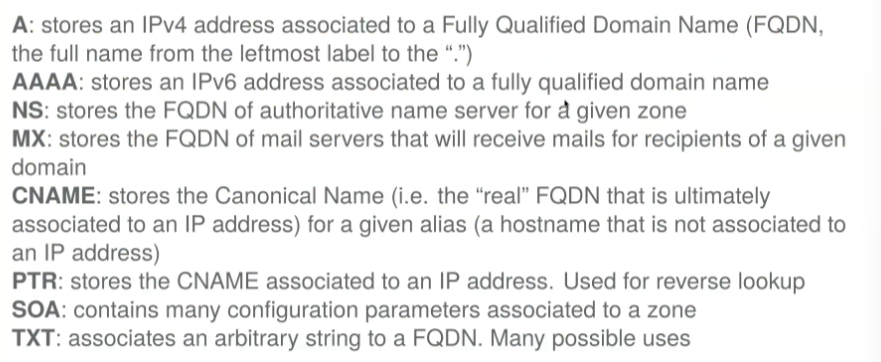 A: stores an IPv4 address associated to a Fully Qualified Domain Name (FQDN,
the full name from the leftmost label to the “.”)
AAAA: stores an IPv6 address associated to a fully qualified domain name
NS: stores the FQDN of authoritative name server for a given zone
MX: stores the FQDN of mail servers that will receive mails for recipients of a given
domain
CNAME: stores the Canonical Name (i.e. the “real” FQDN that is ultimately
associated to an IP address) for a given alias (a hostname that is not associated to
an IP address)
PTR: stores the CNAME associated to an IP address. Used for reverse lookup
SOA: contains many configuration parameters associated to a zone
TXT: associates an arbitrary string to a FQDN. Many possible uses